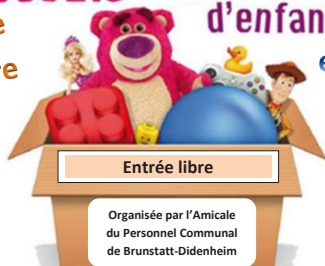 d'enfan
Entrée libre
Organisée par l'Amicale
du Personnel Communal
de Brunstatt-Didenheim